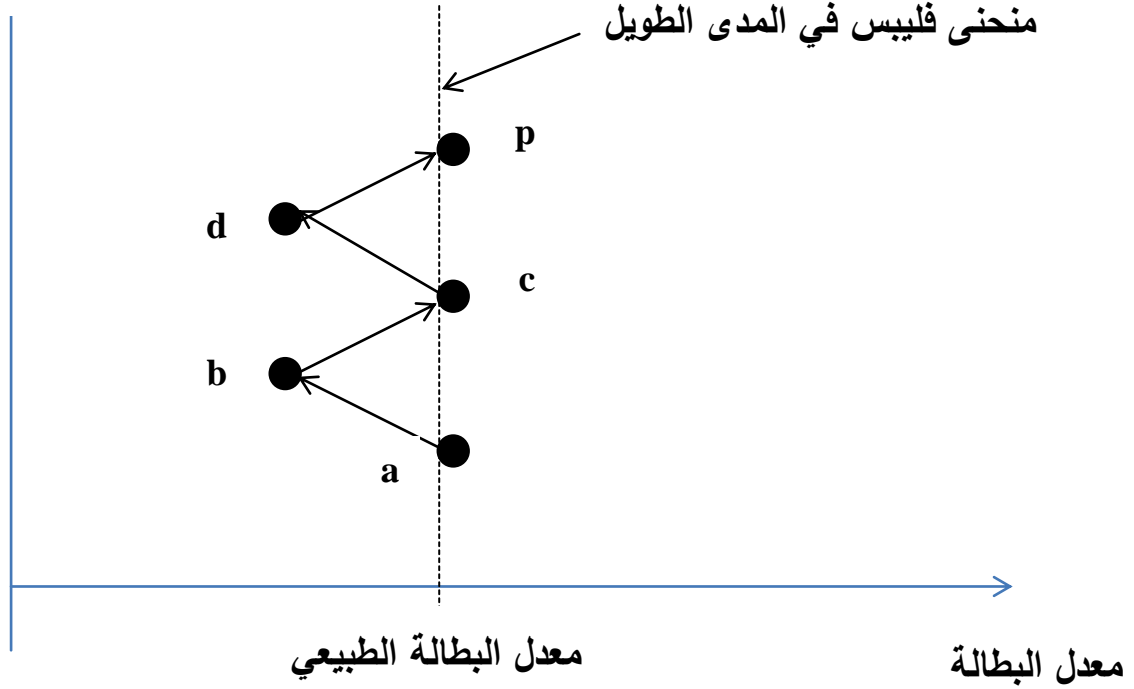 منحنى فليبس في المدى الطويل
p
d
c
b
a
معدل البطالة الطبيعي
معدل البطالة